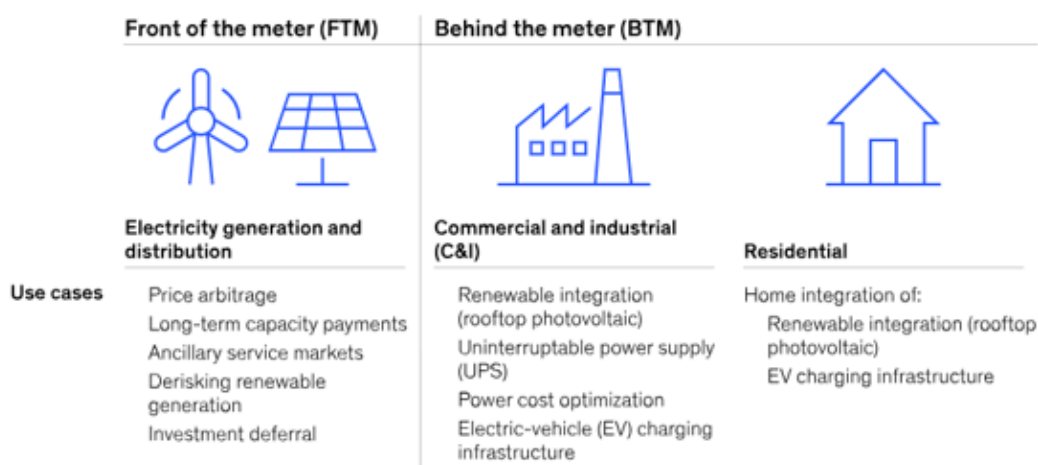 Front of the meter (FTM)
Behind the meter (BTM)
Electricity generation and
distribution
Commercial and industrial
(C&I)
Residential
Use cases
Price arbitrage
Long-term capacity payments
Ancillary service markets
Derisking renewable
generation
Investment deferral
Renewable integration
(rooftop photovoltaic)
Uninterruptable power supply
(UPS)
Power cost optimization
Electric-vehicle (EV) charging
infrastructure
Home integration of:
Renewable integration (rooftop
photovoltaic)
EV charging infrastructure